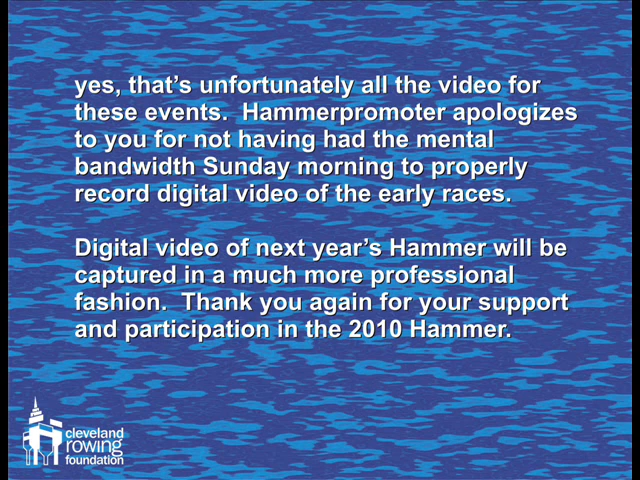 yes, that's unfortunately all the video for
these events.  Hammerpromoter apologizes
to you for not having had the mental
bandwidth Sunday morning to properly
record digital video of the early races.
Digital video of next year's Hammer will be
captured in a much more professional
fashion.  Thank you again for your support
and participation in the 2010 Hammer.
cleveland
rowing
foundation